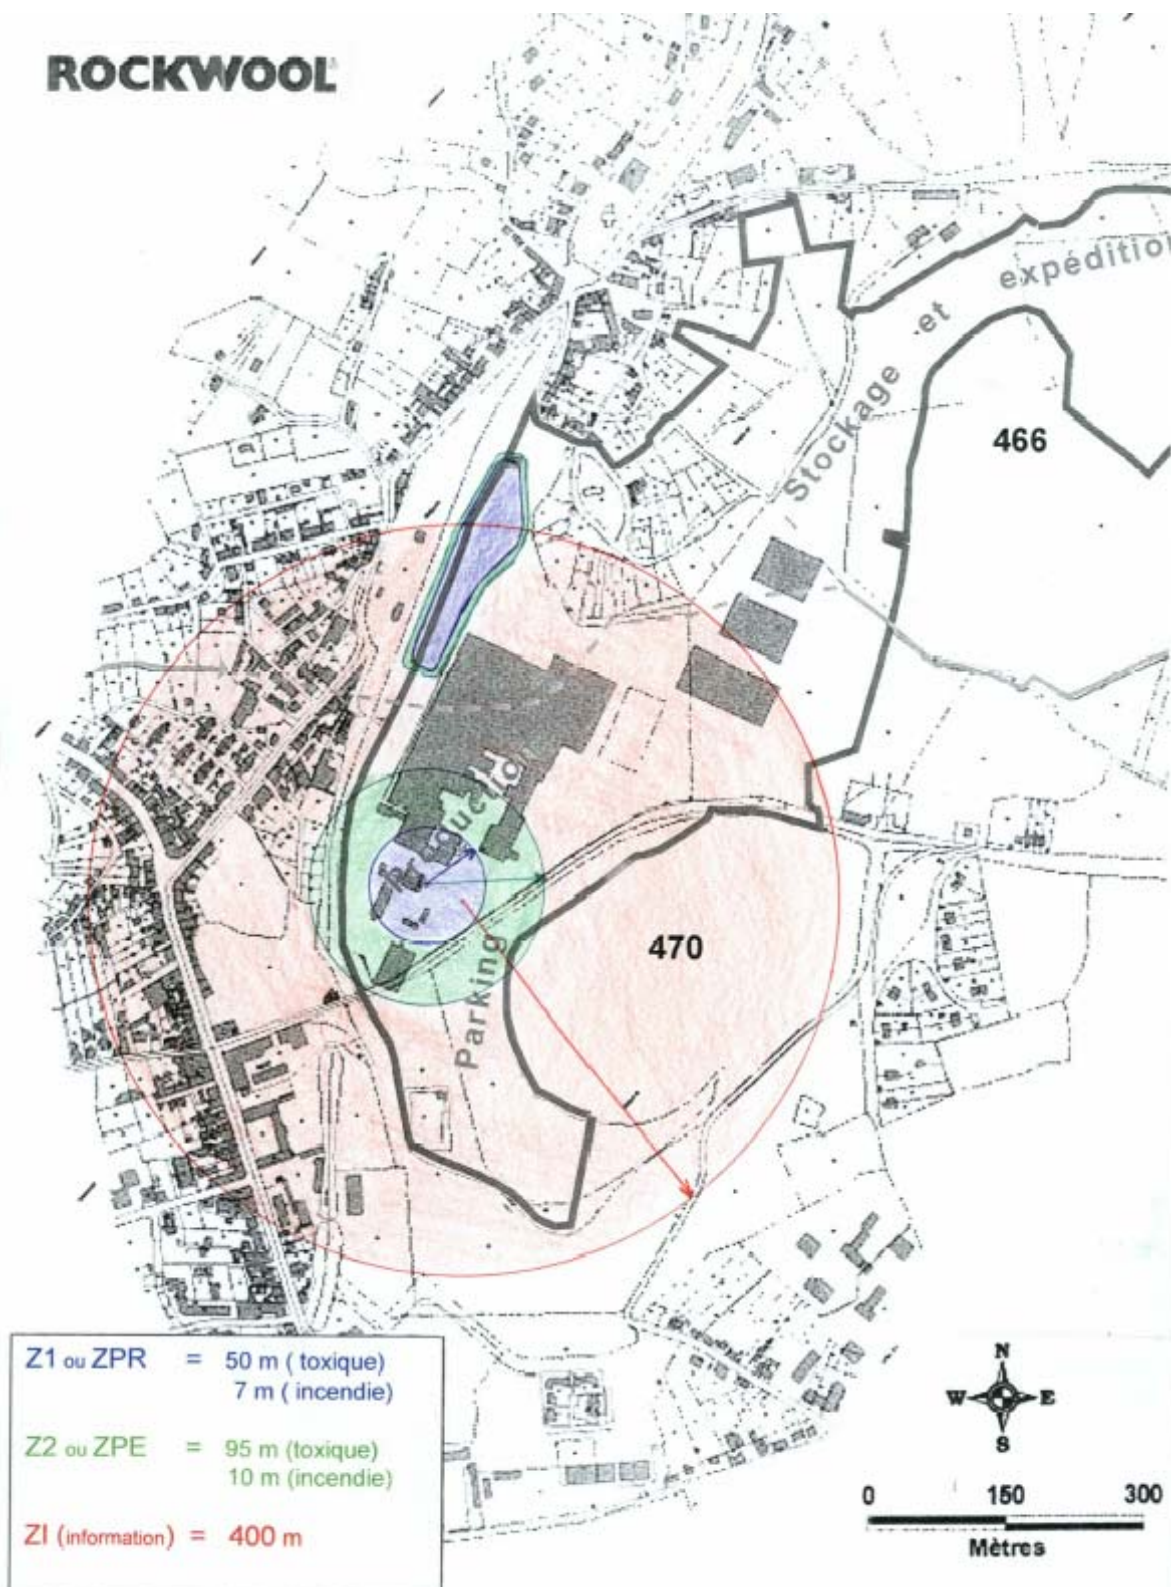 ROCKWOOL
Stockage et expédition
466
470
Parking
Z1 ou ZPR = 50 m ( toxique)
7 m ( incendie)
Z2 ou ZPE = 95 m (toxique)
10 m (incendie)
ZI (information) = 400 m
N
W E
S
0 150 300
Mètres